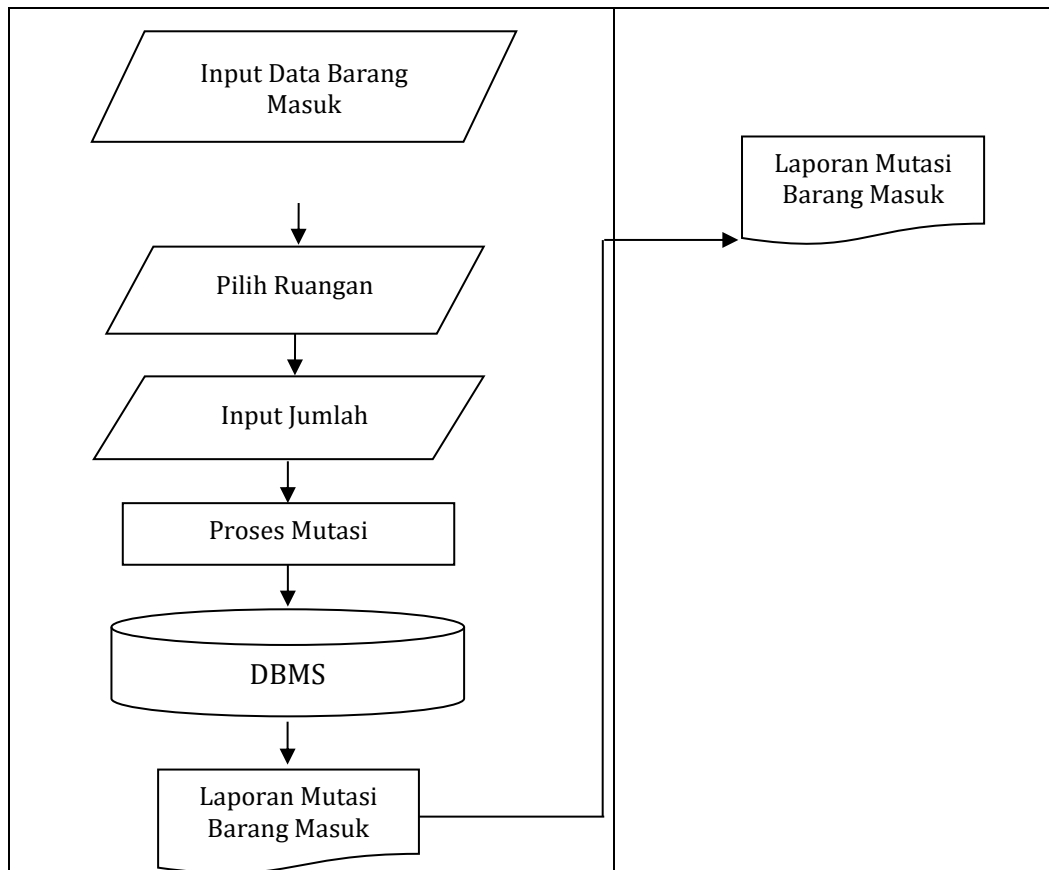 Input Data Barang
Masuk
Pilih Ruangan
Input Jumlah
Proses Mutasi
DBMS
Laporan Mutasi
Barang Masuk
Laporan Mutasi
Barang Masuk